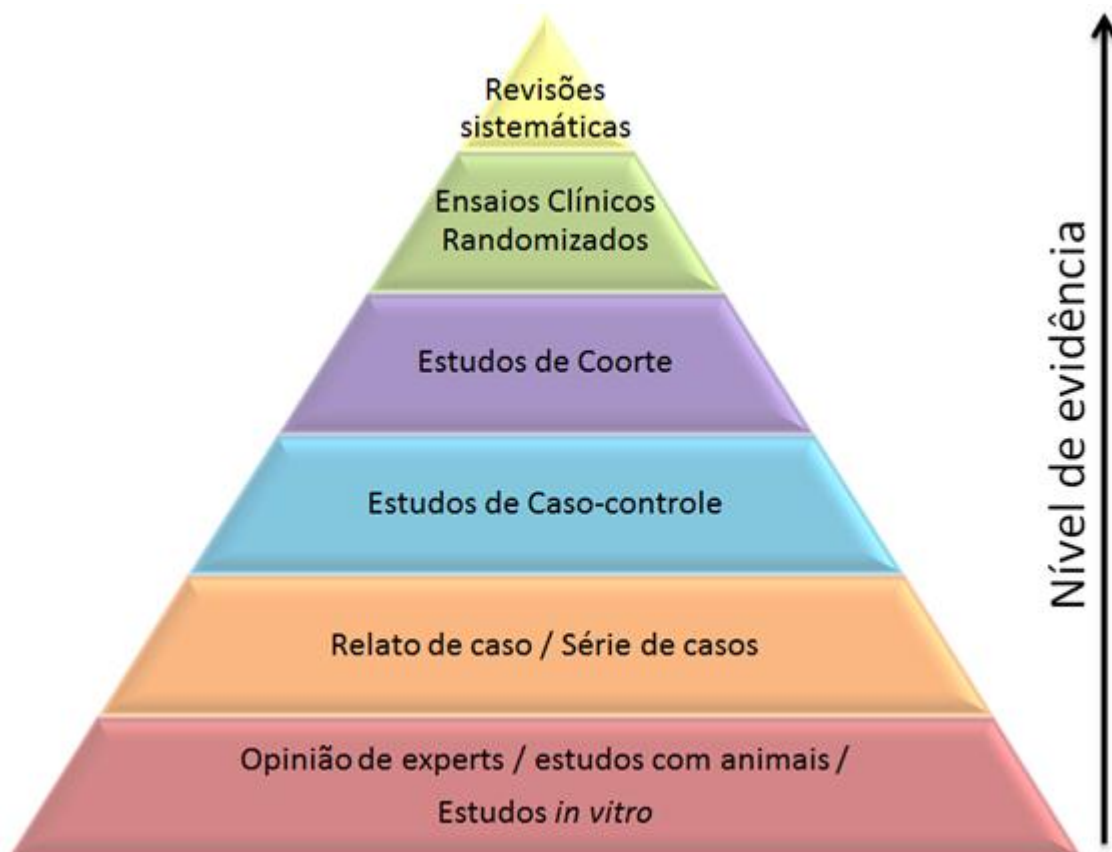 Revisões
sistemáticas
Ensaios Clínicos
Randomizados
Estudos de Coorte
Estudos de Caso-controle
Relato de caso / Série de casos
Opinião de experts / estudos com animais /
Estudos in vitro
Nível de evidência